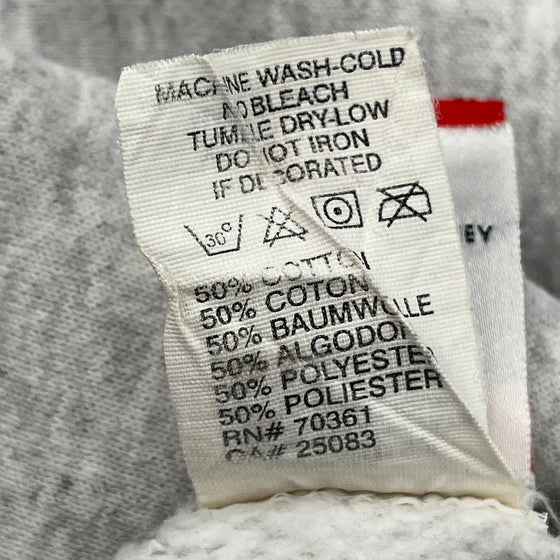 MACHINE WASH-COLD
NO BLEACH
TUMBLE DRY-LOW
DO NOT IRON
IF DECORATED
30°
50% COTTON
50% COTON
50% BAUMWOLLE
50% ALGODON
50% POLYESTER
50% POLIESTER
RN# 70361
CA# 25083